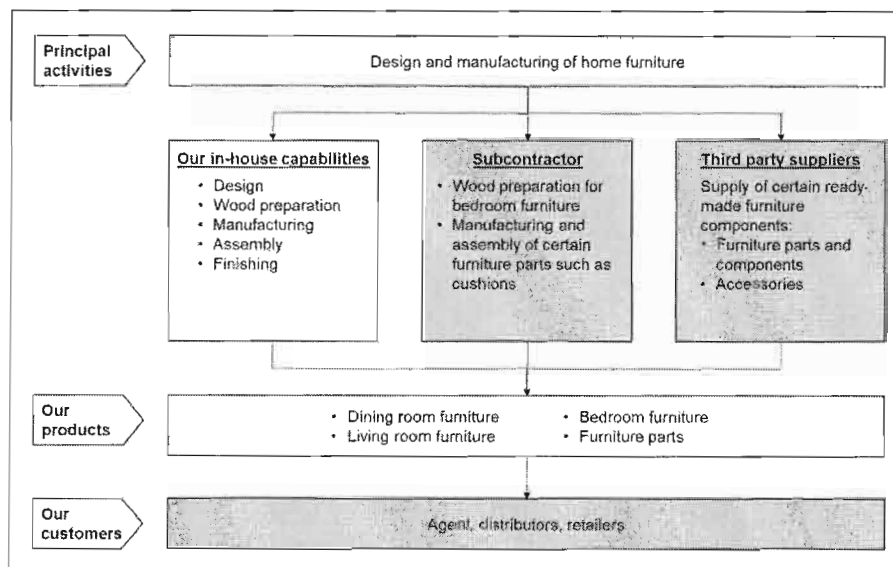 Principal
activities
Design and manufacturing of home furniture
Our in-house capabilities
• Design
• Wood preparation
• Manufacturing
• Assembly
• Finishing
Subcontractor
• Wood preparation for
bedroom furniture
• Manufacturing and
assembly of certain
furniture parts such as
cushions
Third party suppliers
Supply of certain ready-
made furniture
components:
• Furniture parts and
components
• Accessories
Our
products
• Dining room furniture
• Living room furniture
• Bedroom furniture
• Furniture parts
Our
customers
Agent, distributors, retailers